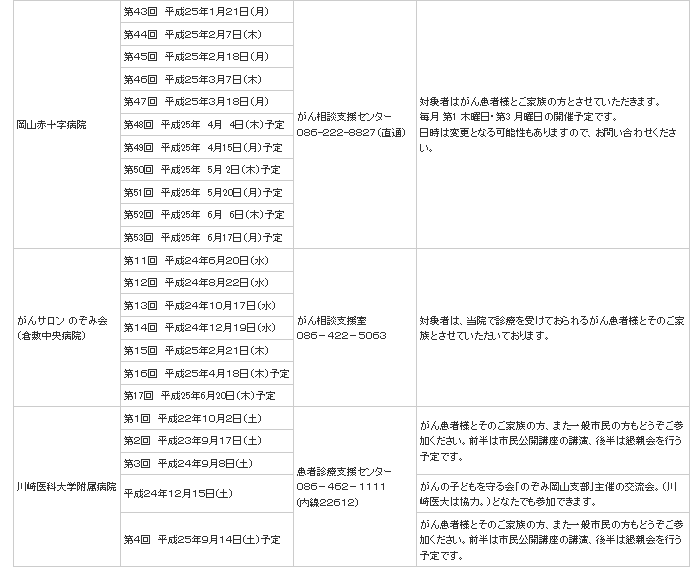 岡山赤十字病院
第43回 平成25年1月21日(月)
第44回 平成25年2月7日(木)
第45回 平成25年2月18日(月)
第46回 平成25年3月7日(木)
第47回 平成25年3月18日(月)
第48回 平成25年 4月 4日(木)予定
第49回 平成25年 4月15日(月)予定
第50回 平成25年 5月 2日(木)予定
第51回 平成25年 5月20日(月)予定
第52回 平成25年 6月 6日(木)予定
第53回 平成25年 6月17日(月)予定
がん相談支援センター
086-222-8827(直通)
対象者はがん患者様とご家族の方とさせていただきます。
毎月 第1 木曜日・第3 月曜日の開催予定です。
日時は変更となる可能性もありますので、お問い合わせくださ
い。
がんサロン のぞみ会
(倉敷中央病院)
第11回 平成24年6月20日(水)
第12回 平成24年8月22日(水)
第13回 平成24年10月17日(水)
第14回 平成24年12月19日(水)
第15回 平成25年2月21日(木)
第16回 平成25年4月18日(木)予定
第17回 平成25年6月20日(木)予定
がん相談支援室
086-422-5063
対象者は、当院で診療を受けておられるがん患者様とそのご家
族とさせていただいております。
川崎医科大学附属病院
第1回 平成22年10月2日(土)
第2回 平成23年9月17日(土)
第3回 平成24年9月8日(土)
平成24年12月15日(土)
第4回 平成25年9月14日(土)予定
患者診療支援センター
086-462-1111
(内線22612)
がん患者様とそのご家族の方、また一般市民の方もどうぞご参
加ください。前半は市民公開講座の講演、後半は懇親会を行う
予定です。
がんの子どもを守る会「のぞみ岡山支部」主催の交流会。(川
崎医大は協力。)どなたでも参加できます。
がん患者様とそのご家族の方、また一般市民の方もどうぞご参
加ください。前半は市民公開講座の講演、後半は懇親会を行う
予定です。